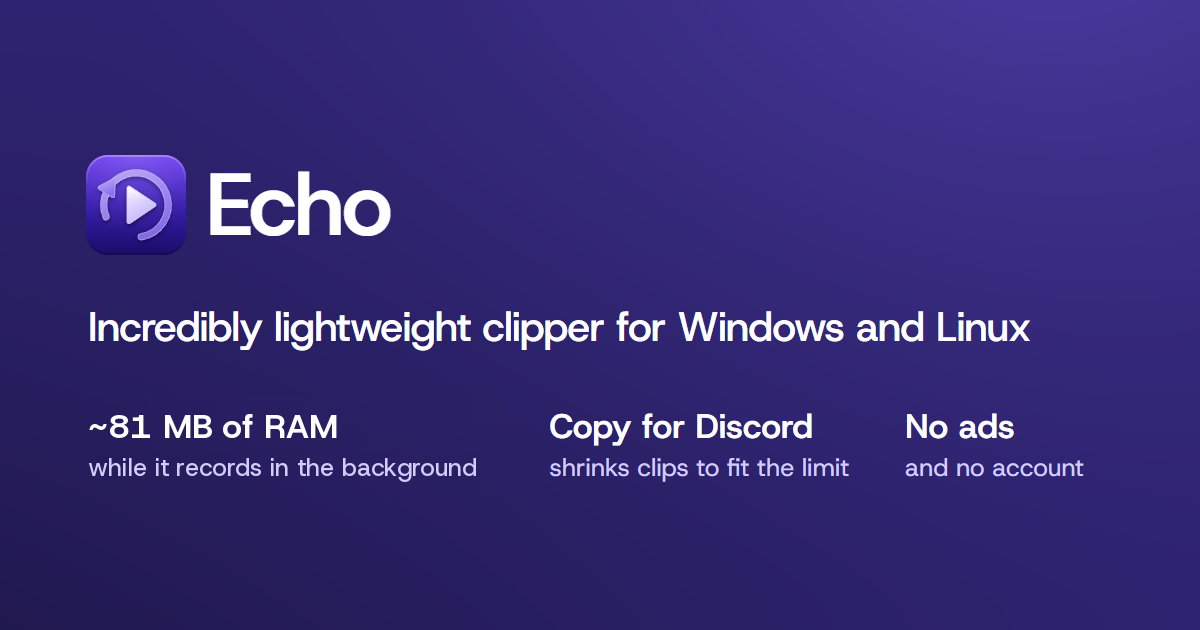 Echo
Incredibly lightweight clipper for Windows and Linux
~81 MB of RAM
while it records in the background
Copy for Discord
shrinks clips to fit the limit
No ads
and no account